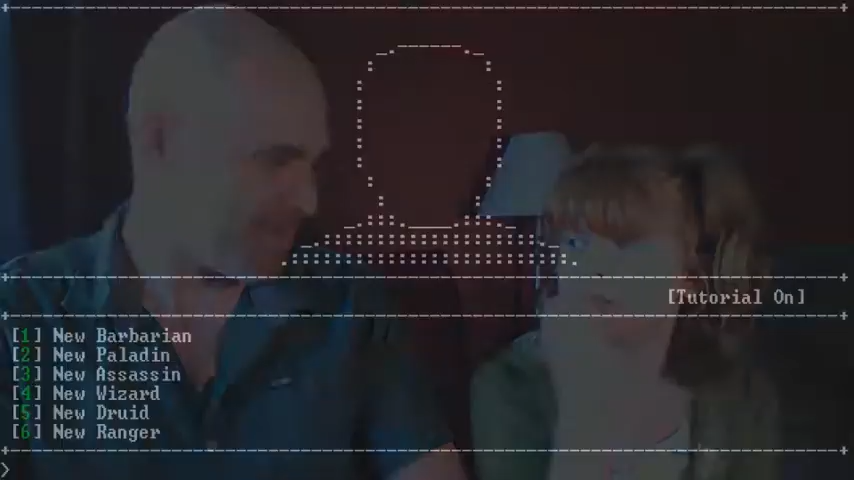 [Tutorial On]
[1] New Barbarian
[2] New Paladin
[3] New Assassin
[4] New Wizard
[5] New Druid
[6] New Ranger
>